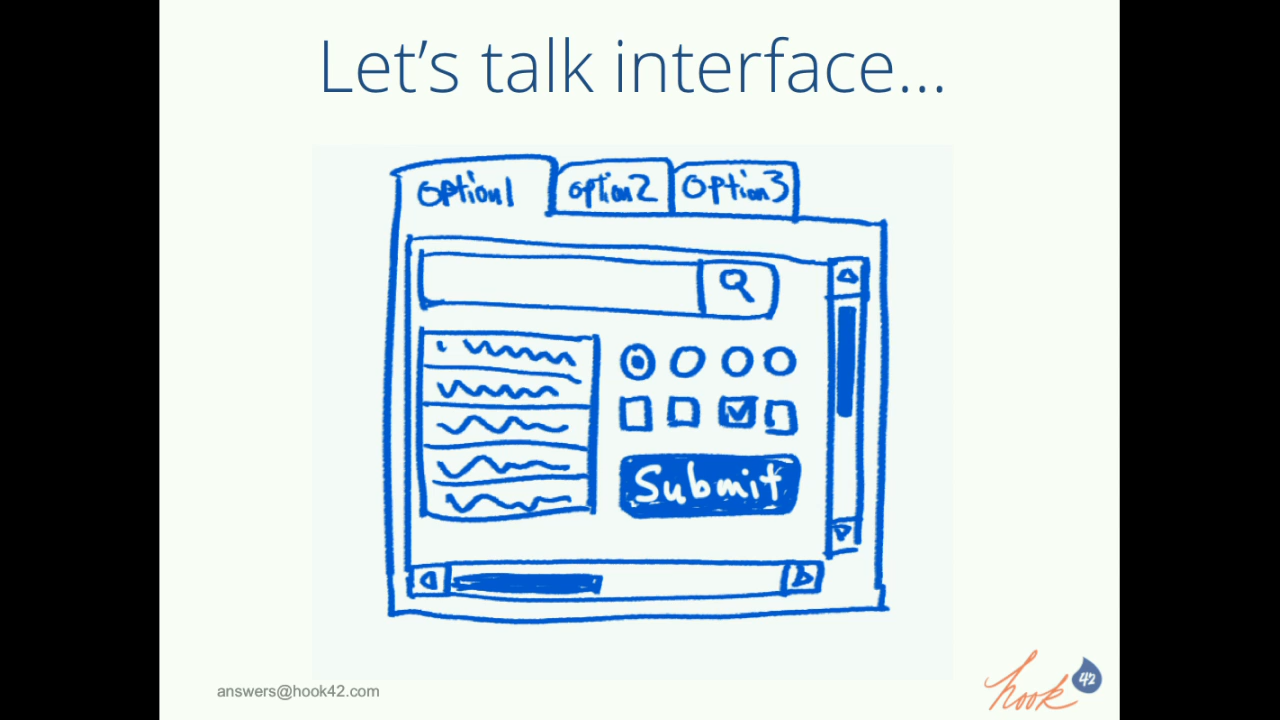 Let's talk interface...
option1 option2 option3
Submit
answers@hook42.com
hook 42